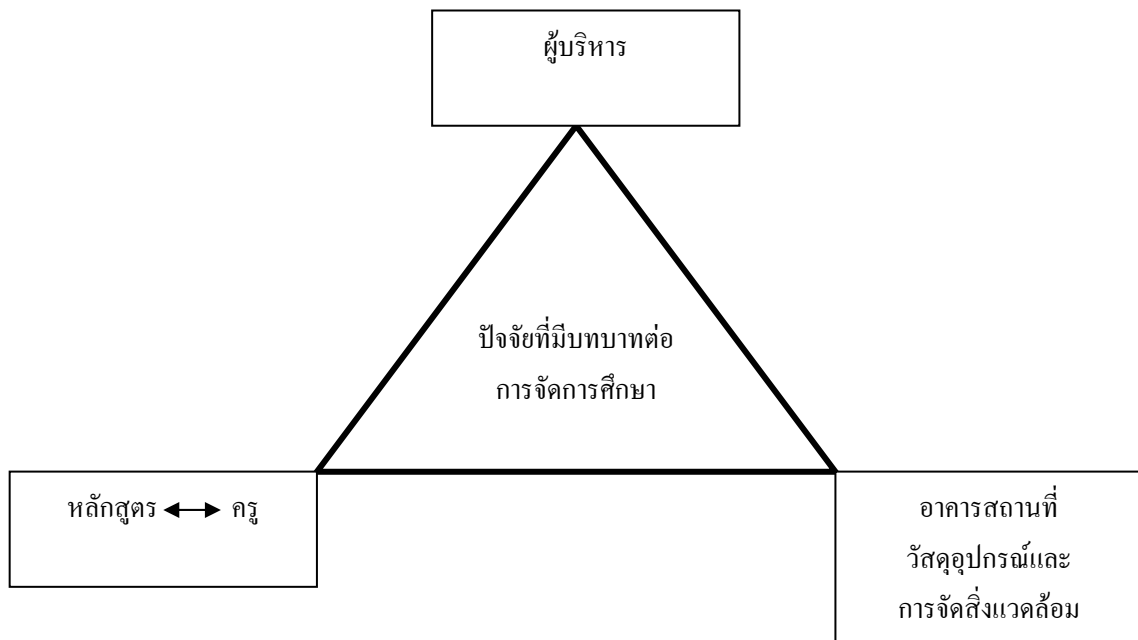 ผู้บริหาร
ปัจจัยที่มีบทบาทต่อ
การจัดการศึกษา
หลักสูตร ↔ ครู
อาคารสถานที่
วัสดุอุปกรณ์และ
การจัดสิ่งแวดล้อม